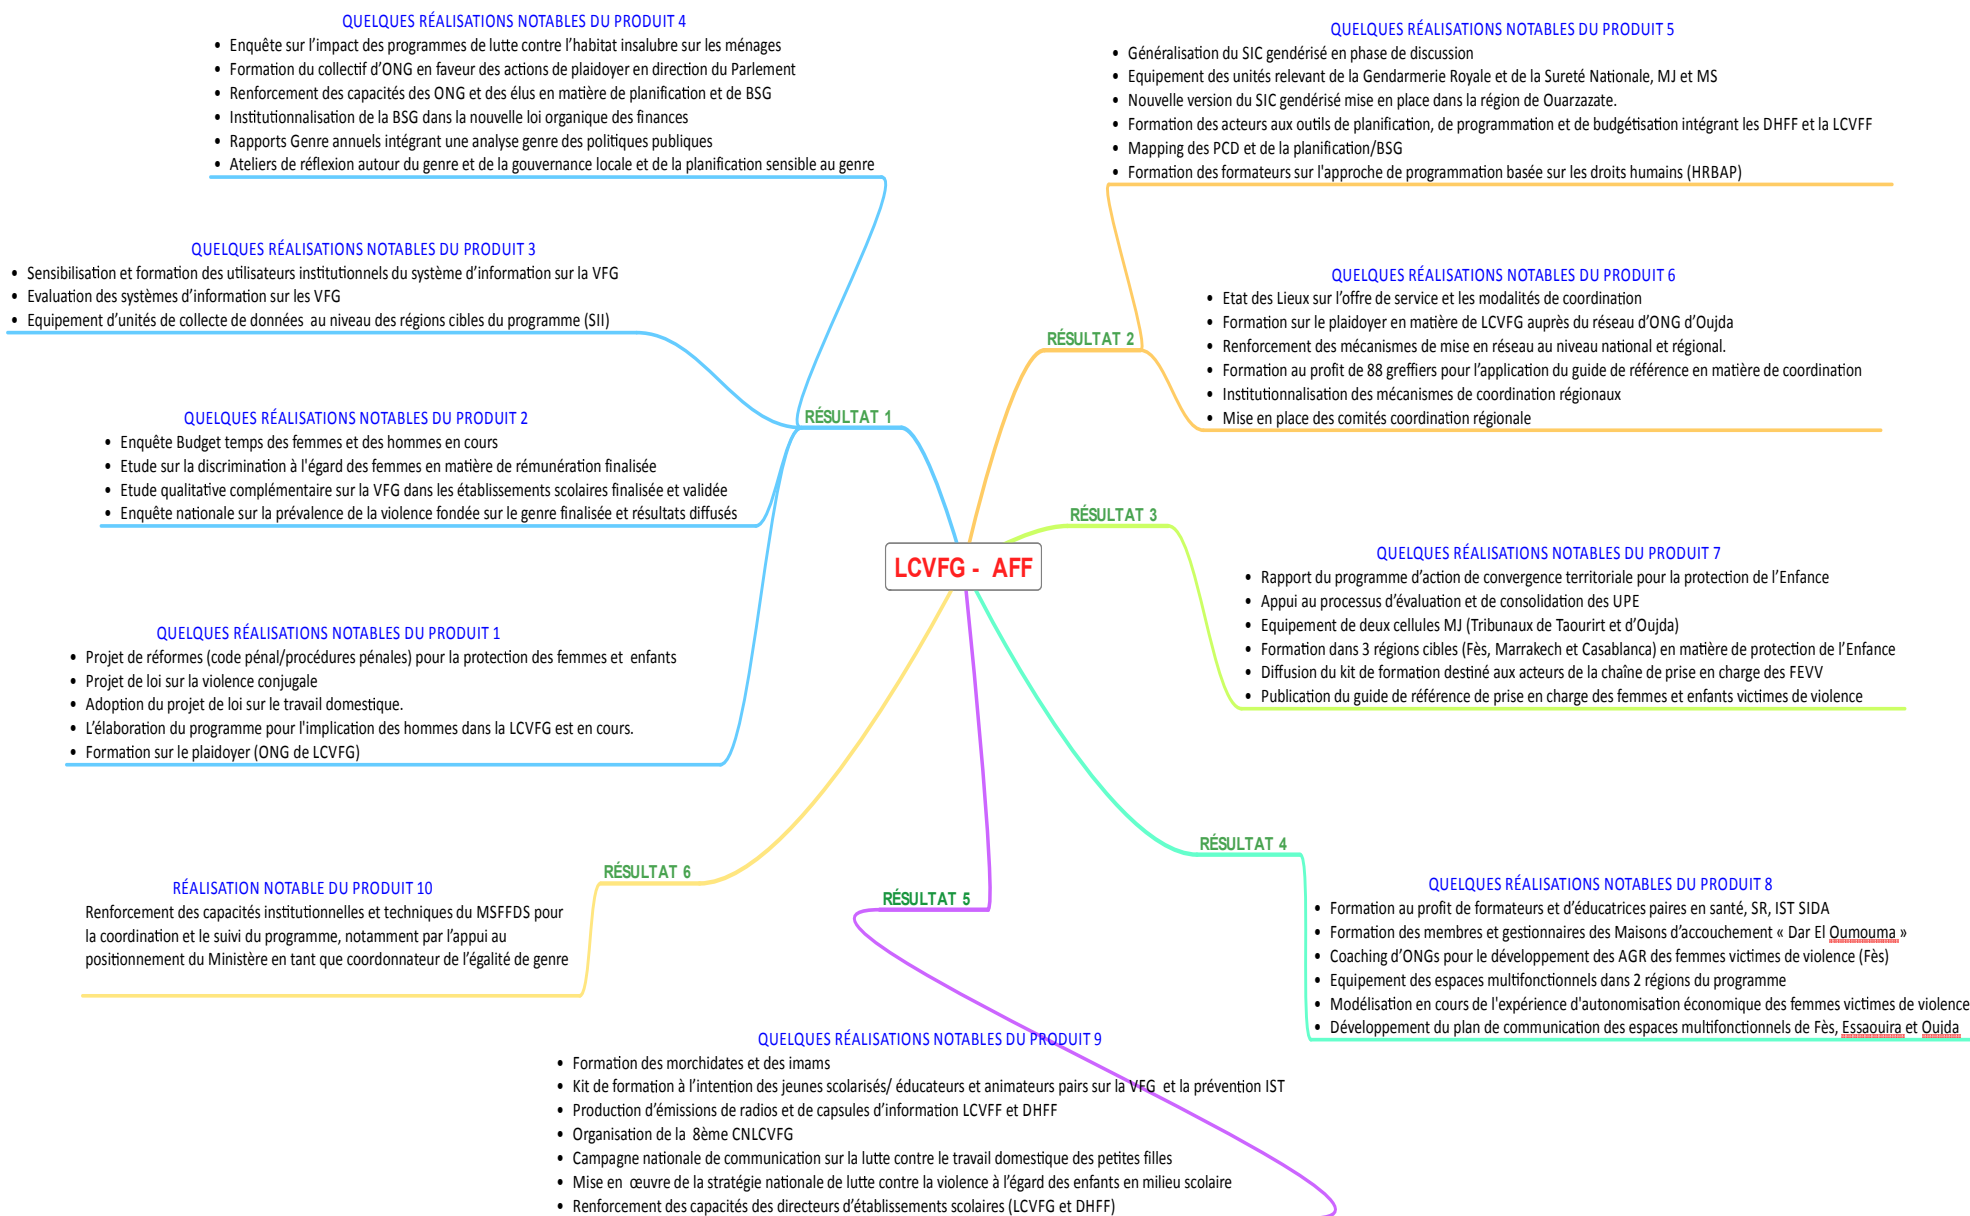 QUELQUES RÉALISATIONS NOTABLES DU PRODUIT 4
• Enquête sur l'impact des programmes de lutte contre l'habitat insalubre sur les ménages
• Formation du collectif d'ONG en faveur des actions de plaidoyer en direction du Parlement
• Renforcement des capacités des ONG et des élus en matière de planification et de BSG
• Institutionnalisation de la BSG dans la nouvelle loi organique des finances
• Rapports Genre annuels intégrant une analyse genre des politiques publiques
• Ateliers de réflexion autour du genre et de la gouvernance locale et de la planification sensible au genre
QUELQUES RÉALISATIONS NOTABLES DU PRODUIT 3
• Sensibilisation et formation des utilisateurs institutionnels du système d'information sur la VFG
• Evaluation des systèmes d'information sur les VFG
• Equipement d'unités de collecte de données au niveau des régions cibles du programme (SII)
QUELQUES RÉALISATIONS NOTABLES DU PRODUIT 2
• Enquête Budget temps des femmes et des hommes en cours
• Etude sur la discrimination à l'égard des femmes en matière de rémunération finalisée
• Etude qualitative complémentaire sur la VFG dans les établissements scolaires finalisée et validée
• Enquête nationale sur la prévalence de la violence fondée sur le genre finalisée et résultats diffusés
QUELQUES RÉALISATIONS NOTABLES DU PRODUIT 1
• Projet de réformes (code pénal/procédures pénales) pour la protection des femmes et enfants
• Projet de loi sur la violence conjugale
• Adoption du projet de loi sur le travail domestique.
• L'élaboration du programme pour l'implication des hommes dans la LCVFG est en cours.
• Formation sur le plaidoyer (ONG de LCVFG)
RÉSULTAT 1
QUELQUES RÉALISATIONS NOTABLES DU PRODUIT 5
• Généralisation du SIC gendérisé en phase de discussion
• Equipement des unités relevant de la Gendarmerie Royale et de la Sureté Nationale, MJ et MS
• Nouvelle version du SIC gendérisé mise en place dans la région de Ouarzazate.
• Formation des acteurs aux outils de planification, de programmation et de budgétisation intégrant les DHFF et la LCVFF
• Mapping des PCD et de la planification/BSG
• Formation des formateurs sur l'approche de programmation basée sur les droits humains (HRBAP)
RÉSULTAT 2
QUELQUES RÉALISATIONS NOTABLES DU PRODUIT 6
• Etat des Lieux sur l'offre de service et les modalités de coordination
• Formation sur le plaidoyer en matière de LCVFG auprès du réseau d'ONG d'Oujda
• Renforcement des mécanismes de mise en réseau au niveau national et régional.
• Formation au profit de 88 greffiers pour l'application du guide de référence en matière de coordination
• Institutionnalisation des mécanismes de coordination régionaux
• Mise en place des comités coordination régionale
RÉSULTAT 3
LCVFG - AFF
QUELQUES RÉALISATIONS NOTABLES DU PRODUIT 7
• Rapport du programme d'action de convergence territoriale pour la protection de l'Enfance
• Appui au processus d'évaluation et de consolidation des UPE
• Equipement de deux cellules MJ (Tribunaux de Taourirt et d'Oujda)
• Formation dans 3 régions cibles (Fès, Marrakech et Casablanca) en matière de protection de l'Enfance
• Diffusion du kit de formation destiné aux acteurs de la chaîne de prise en charge des FEVV
• Publication du guide de référence de prise en charge des femmes et enfants victimes de violence
RÉSULTAT 4
QUELQUES RÉALISATIONS NOTABLES DU PRODUIT 8
• Formation au profit de formateurs et d'éducatrices paires en santé, SR, IST SIDA
• Formation des membres et gestionnaires des Maisons d'accouchement « Dar El Oumouma »
• Coaching d'ONGs pour le développement des AGR des femmes victimes de violence (Fès)
• Equipement des espaces multifonctionnels dans 2 régions du programme
• Modélisation en cours de l'expérience d'autonomisation économique des femmes victimes de violence
• Développement du plan de communication des espaces multifonctionnels de Fès, Essaouira et Oujda
RÉSULTAT 6
RÉALISATION NOTABLE DU PRODUIT 10
Renforcement des capacités institutionnelles et techniques du MSFFDS pour
la coordination et le suivi du programme, notamment par l'appui au
positionnement du Ministère en tant que coordonnateur de l'égalité de genre
RÉSULTAT 5
QUELQUES RÉALISATIONS NOTABLES DU PRODUIT 9
• Formation des morchidates et des imams
• Kit de formation à l'intention des jeunes scolarisés/ éducateurs et animateurs pairs sur la VFG et la prévention IST
• Production d'émissions de radios et de capsules d'information LCVFF et DHFF
• Organisation de la 8ème CNLCVFG
• Campagne nationale de communication sur la lutte contre le travail domestique des petites filles
• Mise en œuvre de la stratégie nationale de lutte contre la violence à l'égard des enfants en milieu scolaire
• Renforcement des capacités des directeurs d'établissements scolaires (LCVFG et DHFF)